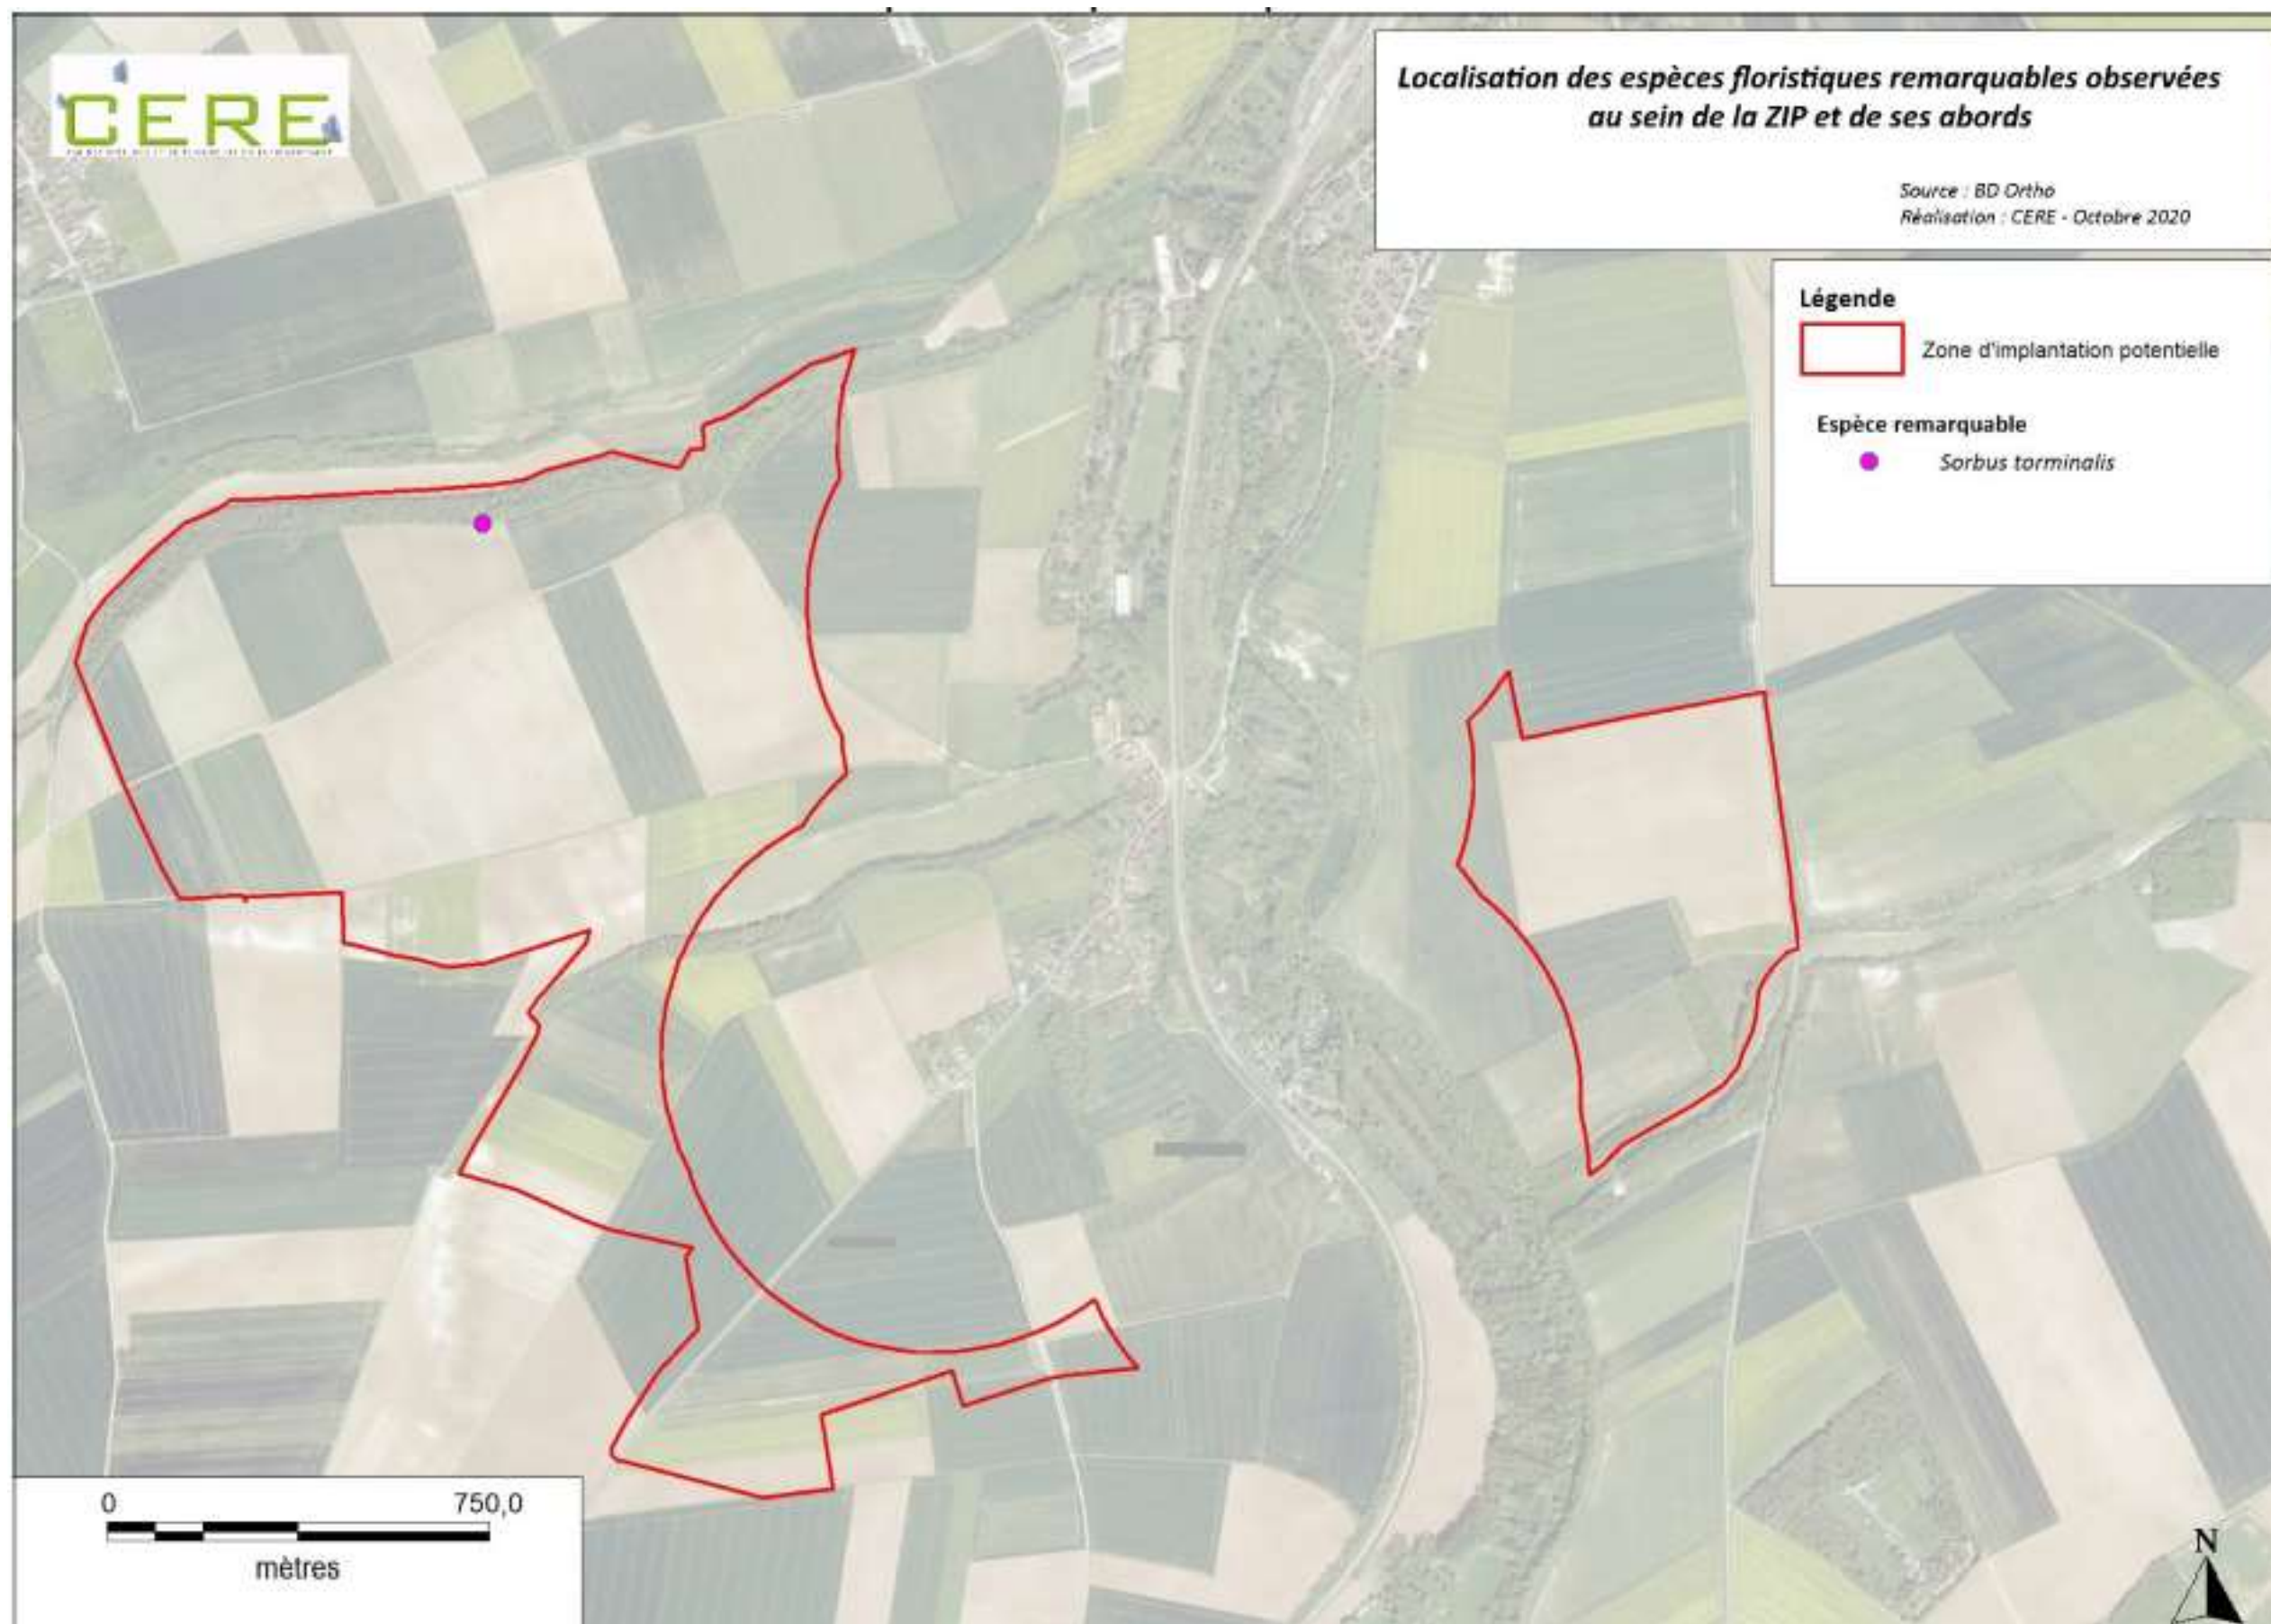 CERE
Localisation des espèces floristiques remarquables observées
au sein de la ZIP et de ses abords
Source : BD Ortho
Réalisation : CERE - Octobre 2020
Légende
Zone d'implantation potentielle
Espèce remarquable
Sorbus torminalis
0 750,0
mètres
N